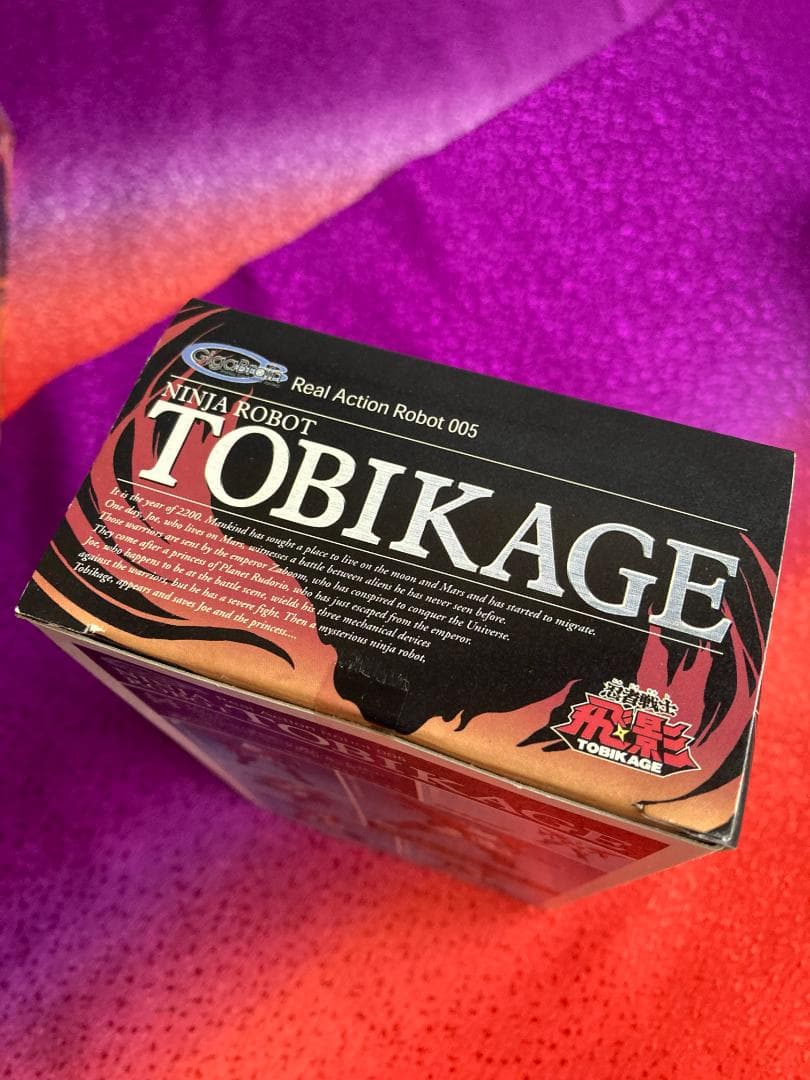 GigaBrain
Real Action Robot 005
NINJA ROBOT
TOBIKAGE
It is the year of 2200. Mankind has sought a place to live on the moon and Mars and has started to migrate.
One day, Joe, who lives on Mars, witnesses a battle between aliens he has never seen before.
Those warriors are sent by the emperor Zaboom, who has conspired to conquer the Universe.
They come after a princess of Planet Rudorio, who has just escaped from the emperor.
Joe, who happens to be at the battle scene, wields his three mechanical devices
against the warriors, but he has a severe fight. Then a mysterious ninja robot,
Tobikage, appears and saves Joe and the princess....
忍者戦士
飛影
TOBIKAGE
TOBIKAGE